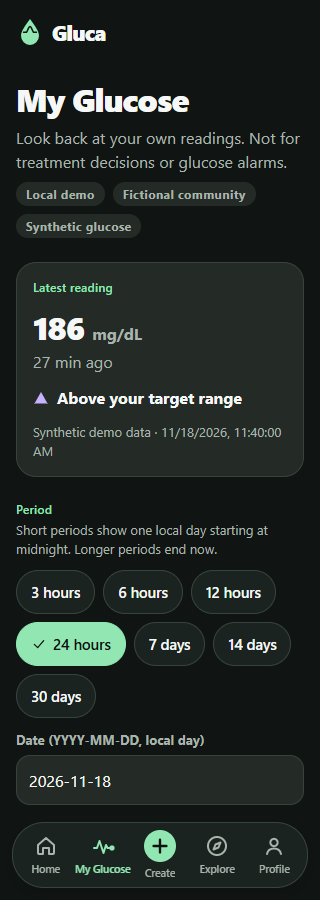 Gluca
My Glucose
Look back at your own readings. Not for
treatment decisions or glucose alarms.
Local demo
Fictional community
Synthetic glucose
Latest reading
186 mg/dL
27 min ago
Above your target range
Synthetic demo data · 11/18/2026, 11:40:00
AM
Period
Short periods show one local day starting at
midnight. Longer periods end now.
3 hours
6 hours
12 hours
24 hours
7 days
14 days
30 days
Date (YYYY-MM-DD, local day)
2026-11-18
Home
My Glucose
Create
Explore
Profile